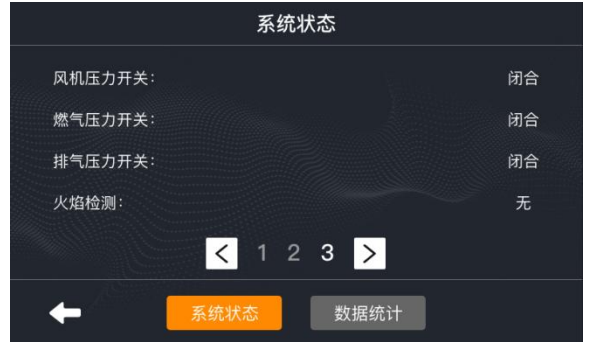 系统状态
风机压力开关： 闭合
燃气压力开关： 闭合
排气压力开关： 闭合
火焰检测： 无
< 1 2 3 >
系统状态 数据统计